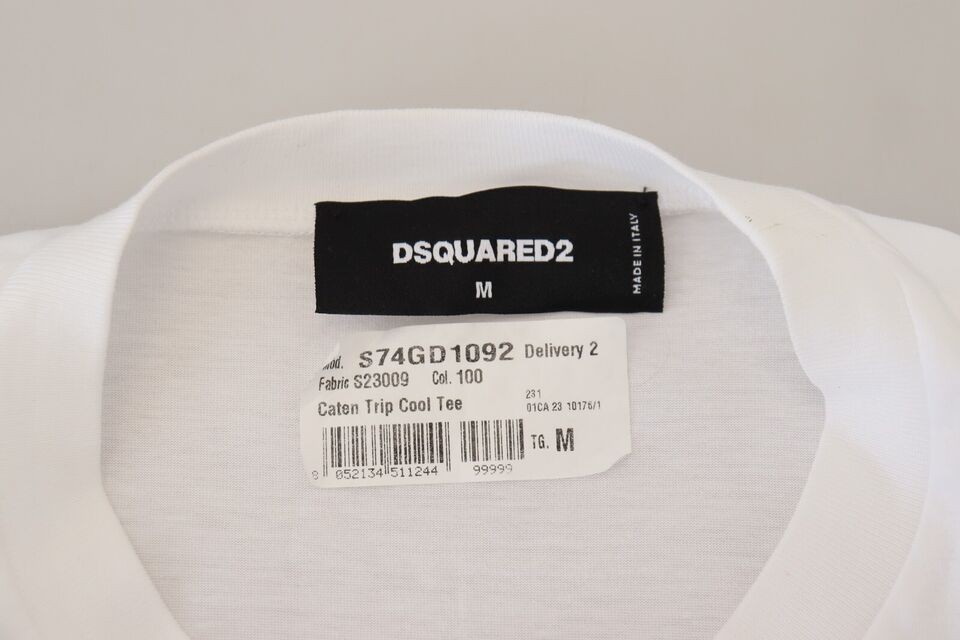 DSQUARED2
M
MADE IN ITALY
Mod. S74GD1092 Delivery 2
Fabric S23009 Col. 100
Caten Trip Cool Tee
231
01CA 23 10176/1
TG. M
8 052134 511244 99999